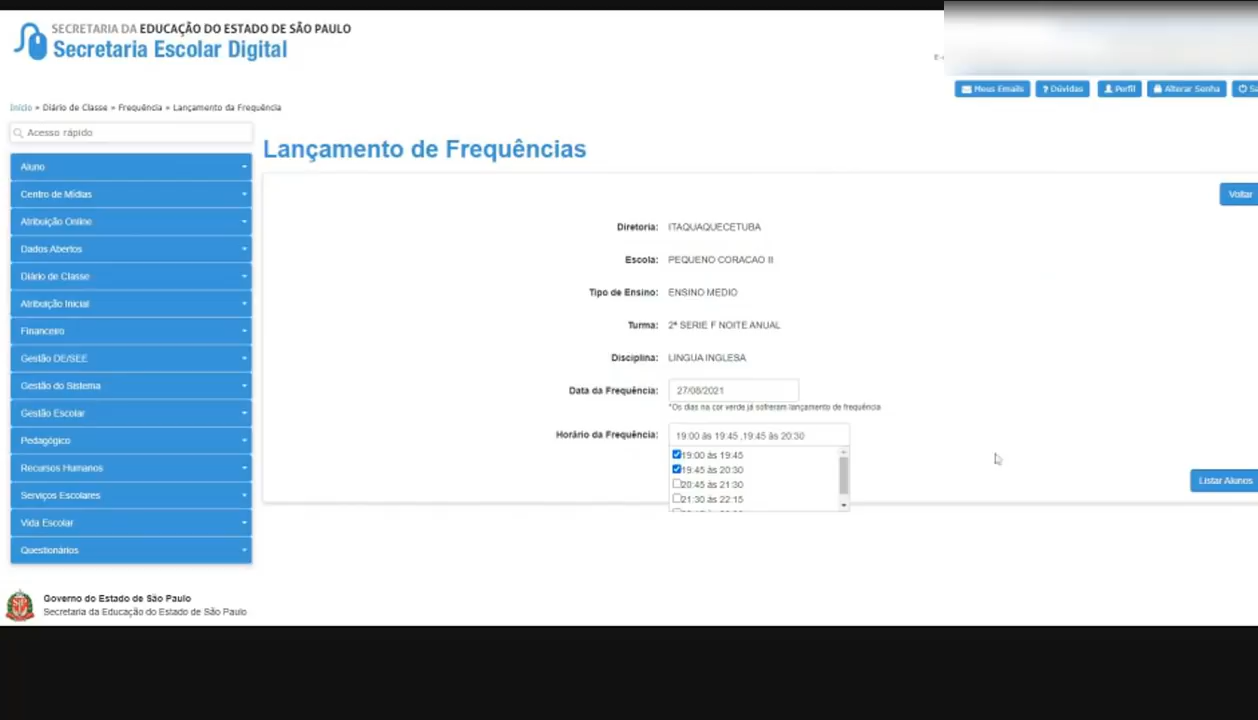 SECRETARIA DA EDUCAÇÃO DO ESTADO DE SÃO PAULO
Secretaria Escolar Digital
Meus Emails
? Dúvidas
Perfil
Alterar Senha
Início » Diário de Classe » Frequência » Lançamento da Frequência
Acesso rápido
Lançamento de Frequências
Aluno
Centro de Mídias
Atribuição Online
Dados Abertos
Diário de Classe
Atribuição Inicial
Financeiro
Gestão DE/SEE
Gestão do Sistema
Gestão Escolar
Pedagógico
Recursos Humanos
Serviços Escolares
Vida Escolar
Questionários
Voltar
Diretoria: ITAQUAQUECETUBA
Escola: PEQUENO CORACAO II
Tipo de Ensino: ENSINO MEDIO
Turma: 2ª SERIE F NOITE ANUAL
Disciplina: LINGUA INGLESA
Data da Frequência: 27/08/2021
*Os dias na cor verde já sofreram lançamento de frequência
Horário da Frequência: 19:00 às 19:45 ,19:45 às 20:30
19:00 às 19:45
19:45 às 20:30
20:45 às 21:30
21:30 às 22:15
Listar Alunos
Governo do Estado de São Paulo
Secretaria da Educação do Estado de São Paulo